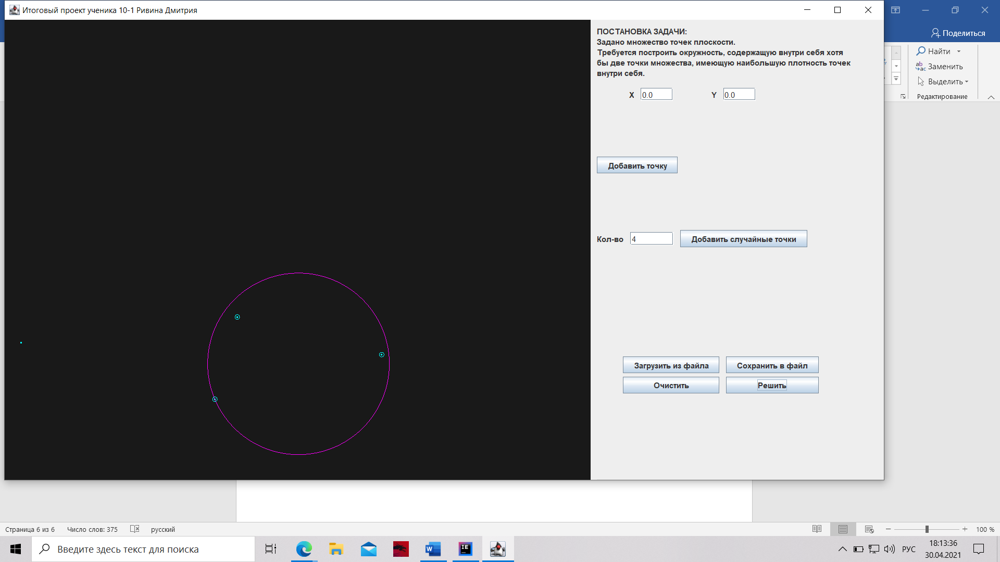 Итоговый проект ученика 10-1 Ривина Дмитрия
Поделиться
ПОСТАНОВКА ЗАДАЧИ:
Задано множество точек плоскости.
Требуется построить окружность, содержащую внутри себя хотя
бы две точки множества, имеющую наибольшую плотность точек
внутри себя.
X 0.0 Y 0.0
Найти
ab
ac Заменить
Выделить
Редактирование
Добавить точку
Кол-во 4 Добавить случайные точки
Загрузить из файла Сохранить в файл
Очистить Решить
Страница 6 из 6 Число слов: 375 русский 100 %
Введите здесь текст для поиска
W
IE
РУС
18:13:36
30.04.2021